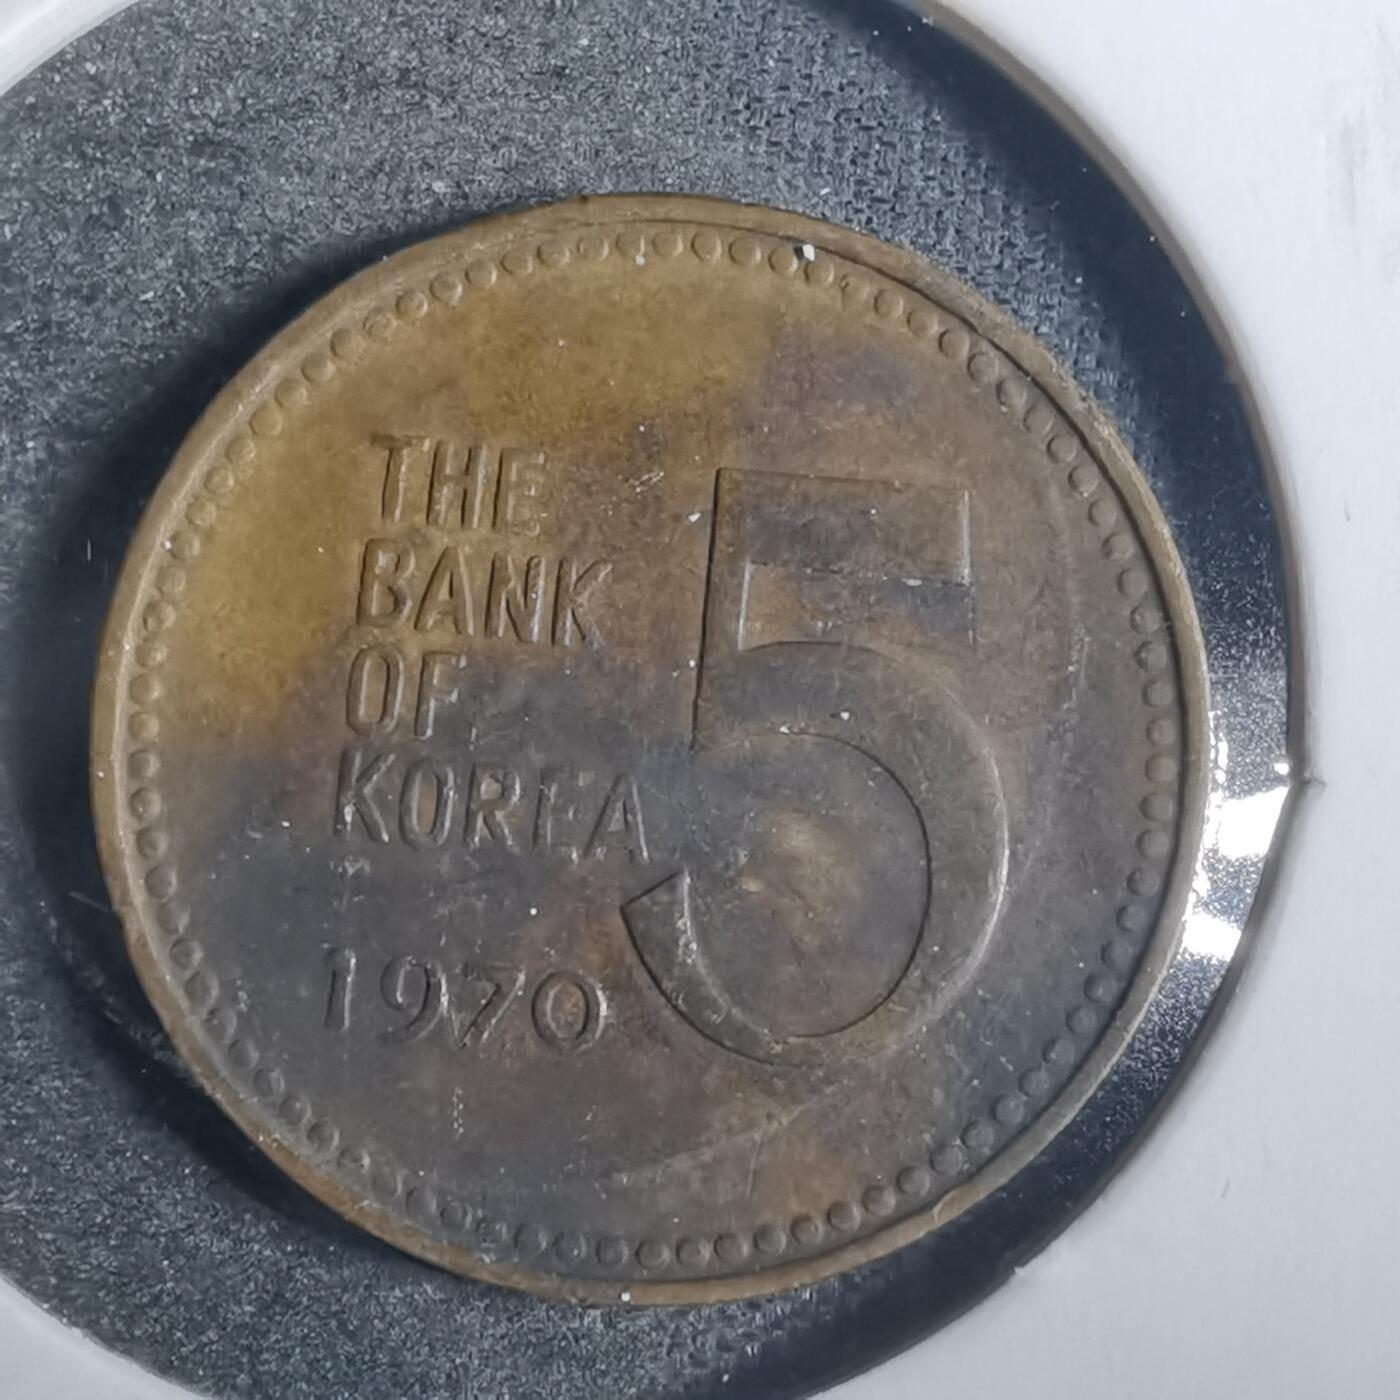 THE
BANK
OF
KOREA
1970
5